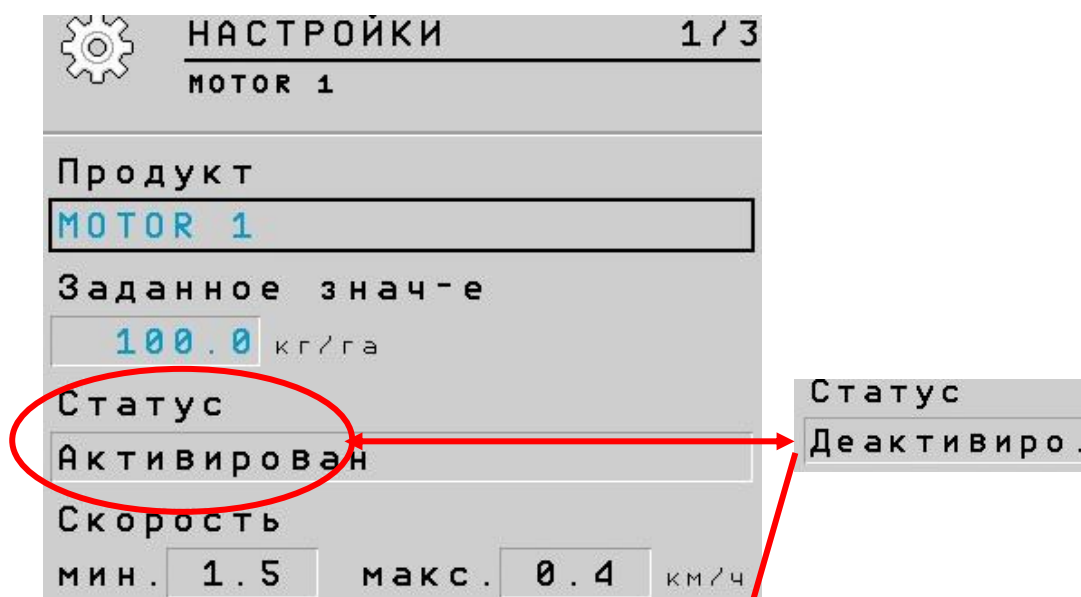 НАСТРОЙКИ 1/3
MOTOR 1
Продукт
MOTOR 1
Заданное знач-е
100.0 кг/га
Статус
Активирован
Скорость
мин. 1.5 макс. 0.4 км/ч
Статус
Деактивиро.